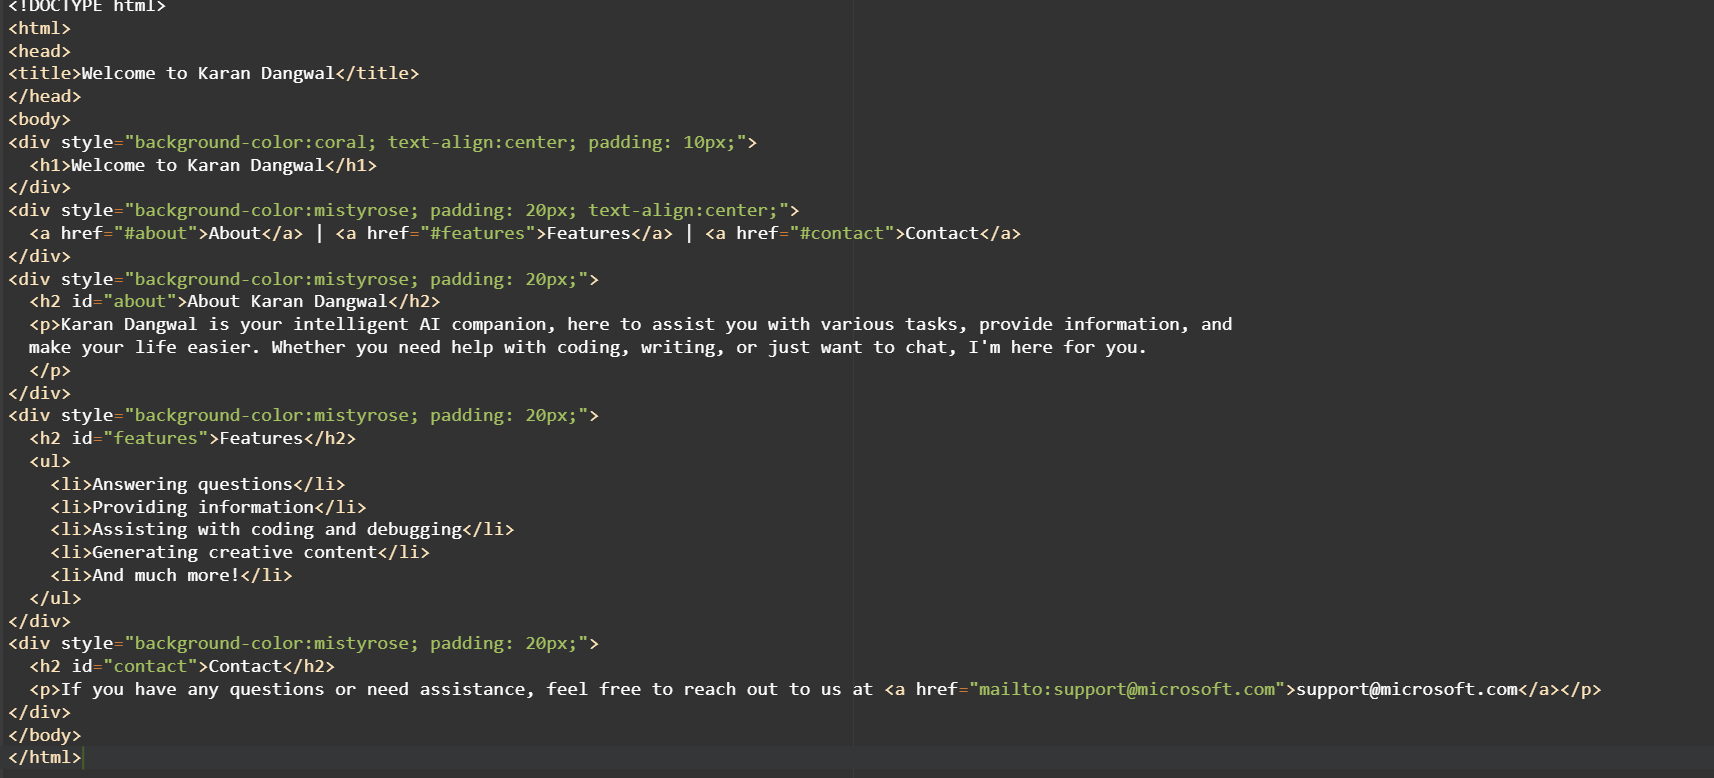 <!DOCTYPE html>
<html>
<head>
<title>Welcome to Karan Dangwal</title>
</head>
<body>
<div style="background-color:coral; text-align:center; padding: 10px;">
  <h1>Welcome to Karan Dangwal</h1>
</div>
<div style="background-color:mistyrose; padding: 20px; text-align:center;">
  <a href="#about">About</a> | <a href="#features">Features</a> | <a href="#contact">Contact</a>
</div>
<div style="background-color:mistyrose; padding: 20px;">
  <h2 id="about">About Karan Dangwal</h2>
  <p>Karan Dangwal is your intelligent AI companion, here to assist you with various tasks, provide information, and
  make your life easier. Whether you need help with coding, writing, or just want to chat, I'm here for you.
  </p>
</div>
<div style="background-color:mistyrose; padding: 20px;">
  <h2 id="features">Features</h2>
  <ul>
    <li>Answering questions</li>
    <li>Providing information</li>
    <li>Assisting with coding and debugging</li>
    <li>Generating creative content</li>
    <li>And much more!</li>
  </ul>
</div>
<div style="background-color:mistyrose; padding: 20px;">
  <h2 id="contact">Contact</h2>
  <p>If you have any questions or need assistance, feel free to reach out to us at <a href="mailto:support@microsoft.com">support@microsoft.com</a></p>
</div>
</body>
</html>